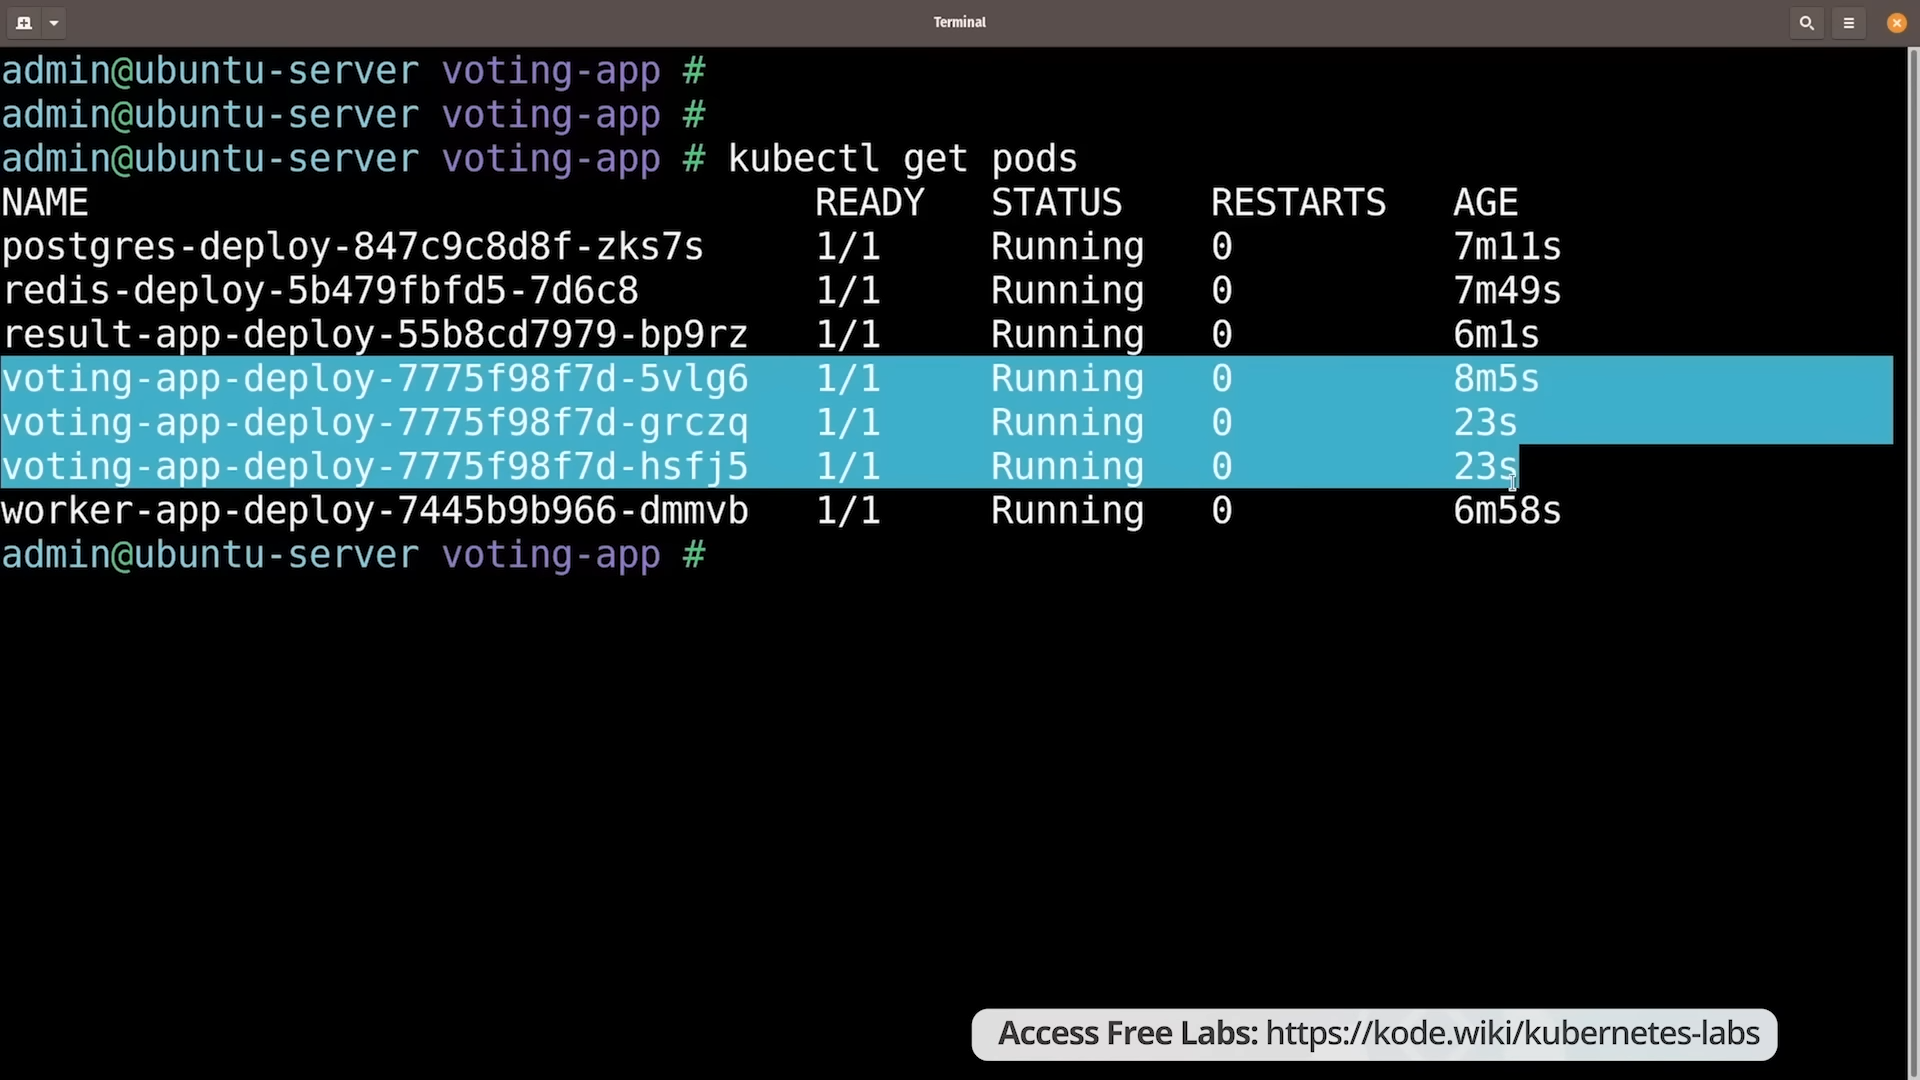 Terminal
admin@ubuntu-server voting-app #
admin@ubuntu-server voting-app #
admin@ubuntu-server voting-app # kubectl get pods
NAME READY STATUS RESTARTS AGE
postgres-deploy-847c9c8d8f-zks7s 1/1 Running 0 7m11s
redis-deploy-5b479fbfd5-7d6c8 1/1 Running 0 7m49s
result-app-deploy-55b8cd7979-bp9rz 1/1 Running 0 6m1s
voting-app-deploy-7775f98f7d-5vlg6 1/1 Running 0 8m5s
voting-app-deploy-7775f98f7d-grczq 1/1 Running 0 23s
voting-app-deploy-7775f98f7d-hsfj5 1/1 Running 0 23s
worker-app-deploy-7445b9b966-dmmvb 1/1 Running 0 6m58s
admin@ubuntu-server voting-app #
Access Free Labs: https://kode.wiki/kubernetes-labs